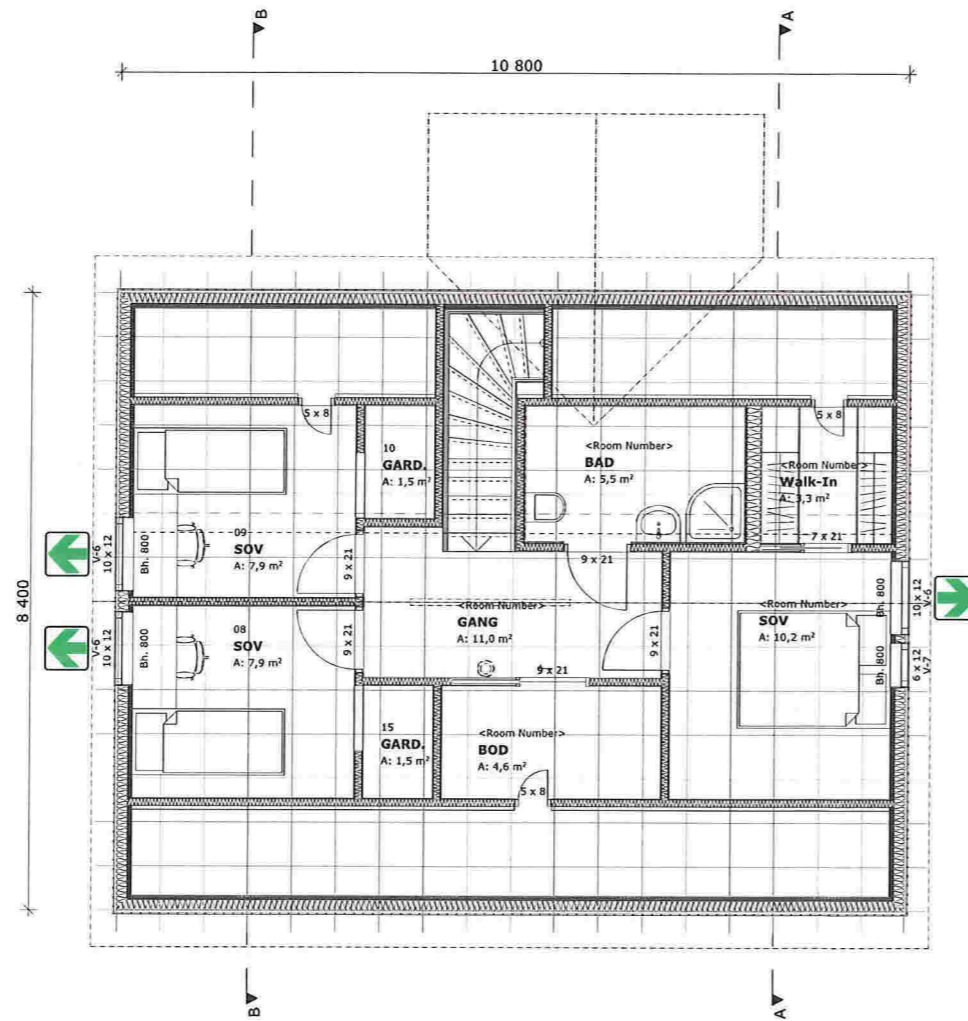 B
A
10 800
8 400
5 x 8
5 x 8
10
GARD.
A: 1,5 m²
<Room Number>
BAD
A: 5,5 m²
<Room Number>
Walk-In
A: 3,3 m²
7 x 21
V-6
10 x 12
Bh. 800
09
SOV
A: 7,9 m²
9 x 21
9 x 21
Bh. 800
10 x 12
V-6
V-6
10 x 12
Bh. 800
08
SOV
A: 7,9 m²
9 x 21
<Room Number>
GANG
A: 11,0 m²
9 x 21
<Room Number>
SOV
A: 10,2 m²
Bh. 800
6 x 12
V-7
9 x 21
15
GARD.
A: 1,5 m²
<Room Number>
BOD
A: 4,6 m²
5 x 8
B
A